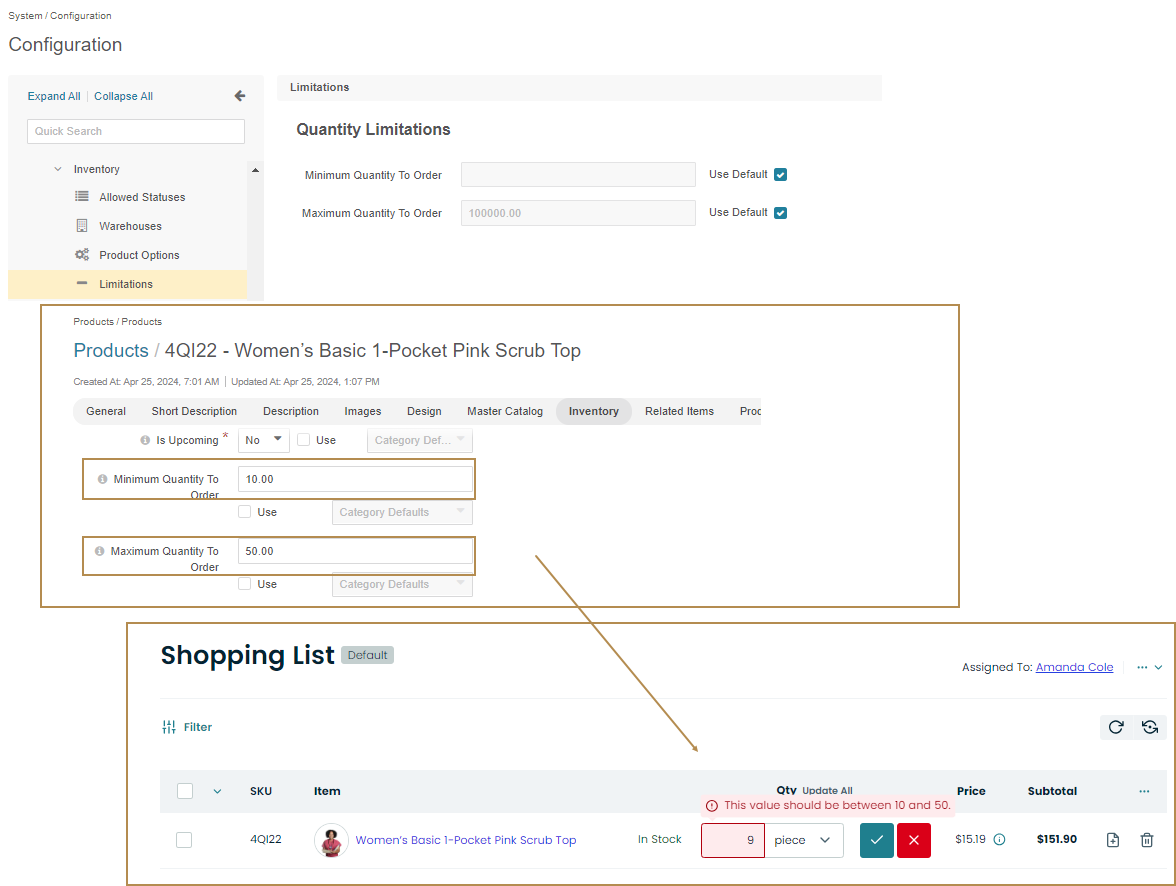 System / Configuration
Configuration
Expand All | Collapse All
Quick Search
Inventory
Allowed Statuses
Warehouses
Product Options
Limitations
Limitations
Quantity Limitations
Minimum Quantity To Order
Use Default
Maximum Quantity To Order 100000.00 Use Default
Products / Products
Products / 4QI22 - Women’s Basic 1-Pocket Pink Scrub Top
Created At: Apr 25, 2024, 7:01 AM | Updated At: Apr 25, 2024, 1:07 PM
General Short Description Description Images Design Master Catalog Inventory Related Items Proc
Is Upcoming * No Use Category Def...
Minimum Quantity To 10.00
Order
Use Category Defaults
Maximum Quantity To 50.00
Order
Use Category Defaults
Shopping List Default
Assigned To: Amanda Cole
Filter
SKU Item Qty Update All Price Subtotal
This value should be between 10 and 50.
4QI22 Women's Basic 1-Pocket Pink Scrub Top In Stock 9 piece $15.19 $151.90